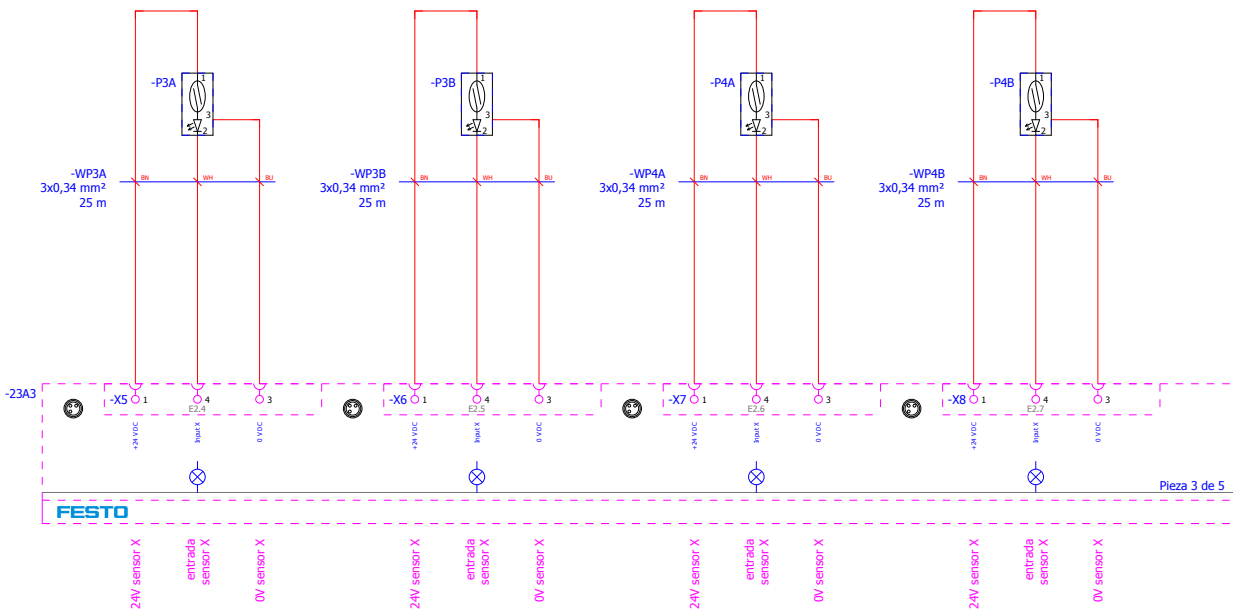 -P3A
1
3
2
-P3B
1
3
2
-P4A
1
3
2
-P4B
1
3
2
-WP3A
3x0,34 mm²
25 m
BN
WH
BU
-WP3B
3x0,34 mm²
25 m
BN
WH
BU
-WP4A
3x0,34 mm²
25 m
BN
WH
BU
-WP4B
3x0,34 mm²
25 m
BN
WH
BU
-23A3
-X5
1
4
3
E2.4
-X6
1
4
3
E2.5
-X7
1
4
3
E2.6
-X8
1
4
3
E2.7
+24 VDC
Input X
0 VDC
+24 VDC
Input X
0 VDC
+24 VDC
Input X
0 VDC
+24 VDC
Input X
0 VDC
Pieza 3 de 5
FESTO
24V sensor X
entrada
sensor X
0V sensor X
24V sensor X
entrada
sensor X
0V sensor X
24V sensor X
entrada
sensor X
0V sensor X
24V sensor X
entrada
sensor X
0V sensor X